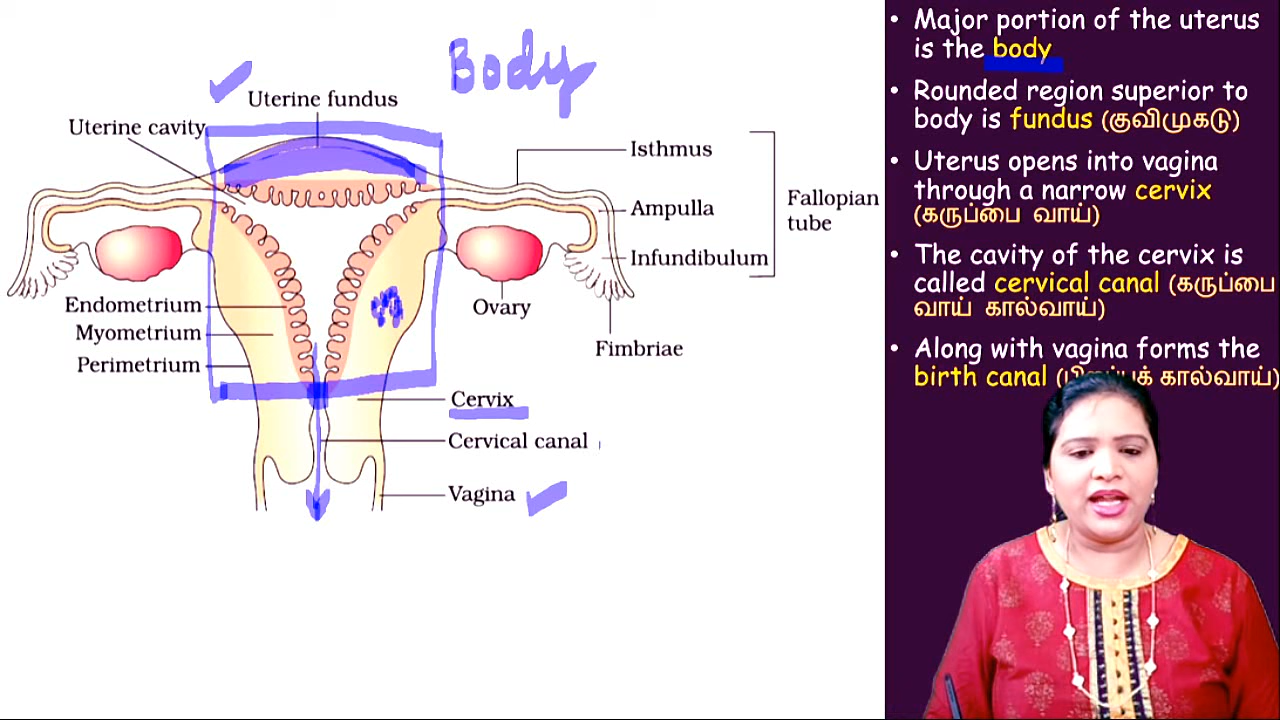 Body
Uterine fundus
Uterine cavity
Isthmus
Ampulla
Fallopian
tube
Infundibulum
Endometrium
Myometrium
Perimetrium
Ovary
Fimbriae
Cervix
Cervical canal
Vagina
• Major portion of the uterus
is the body
• Rounded region superior to
body is fundus (குவிமுகடு)
• Uterus opens into vagina
through a narrow cervix
(கருப்பை வாய்)
• The cavity of the cervix is
called cervical canal (கருப்பை
வாய் கால்வாய்)
• Along with vagina forms the
birth canal (பிறப்புக் கால்வாய்)